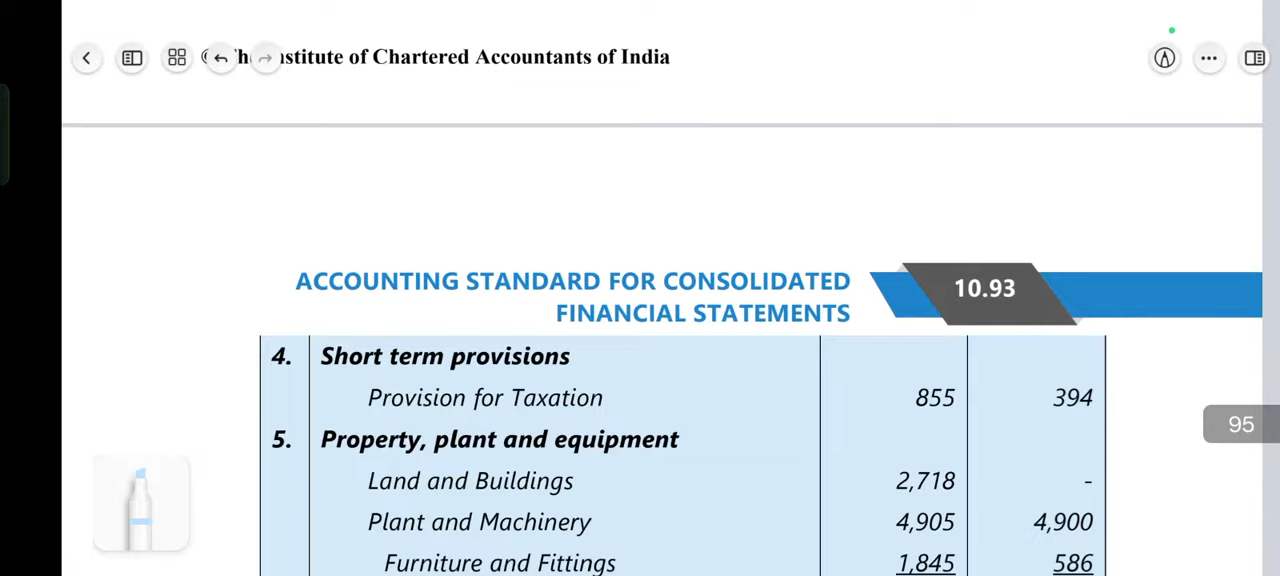 stitute of Chartered Accountants of India
ACCOUNTING STANDARD FOR CONSOLIDATED
FINANCIAL STATEMENTS
10.93
4. Short term provisions
Provision for Taxation 855 394
95
5. Property, plant and equipment
Land and Buildings 2,718 -
Plant and Machinery 4,905 4,900
Furniture and Fittings 1,845 586